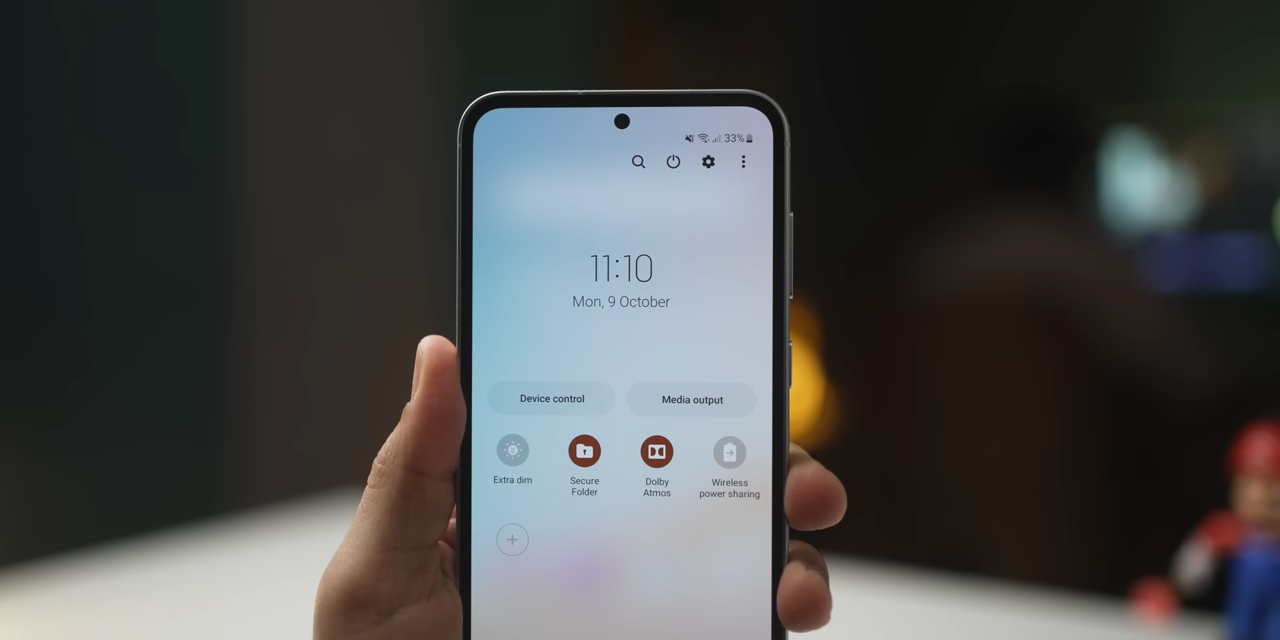 33%
11:10
Mon, 9 October
Device control Media output
Extra dim
Secure
Folder
Dolby
Atmos
Wireless
power sharing